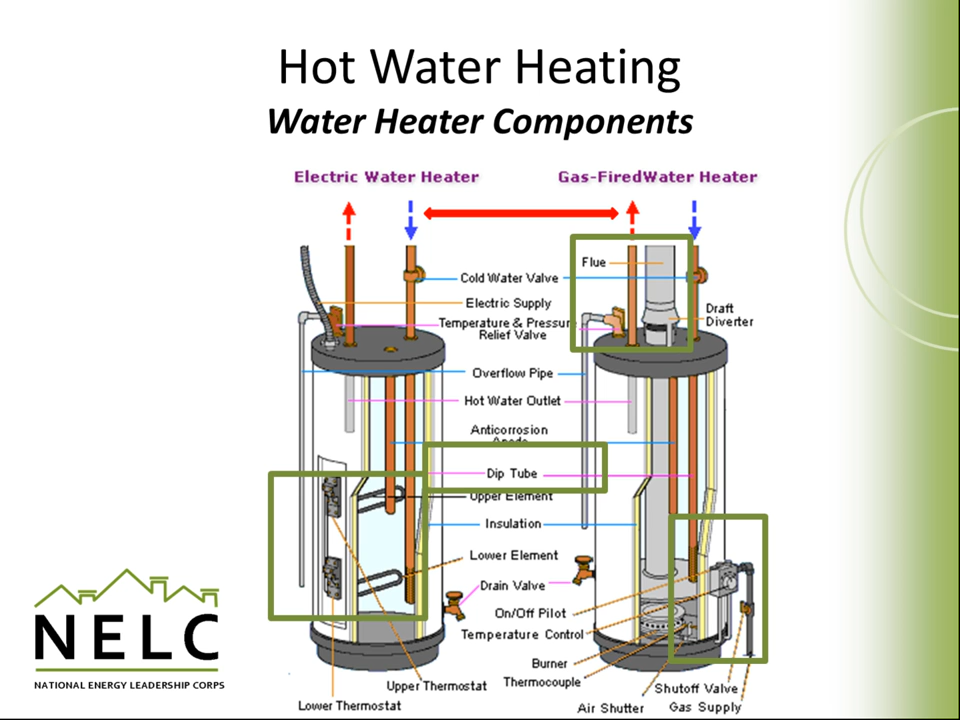 Hot Water Heating
Water Heater Components
Electric Water Heater
Gas-FiredWater Heater
Flue
Cold Water Valve
Electric Supply
Draft
Diverter
Temperature & Pressure
Relief Valve
Overflow Pipe
Hot Water Outlet
Anticorrosion
Anode
Dip Tube
Upper Element
Insulation
Lower Element
Drain Valve
On/Off Pilot
Temperature Control
Burner
Thermocouple
Upper Thermostat
Lower Thermostat
Shutoff Valve
Air Shutter
Gas Supply
NELC
NATIONAL ENERGY LEADERSHIP CORPS